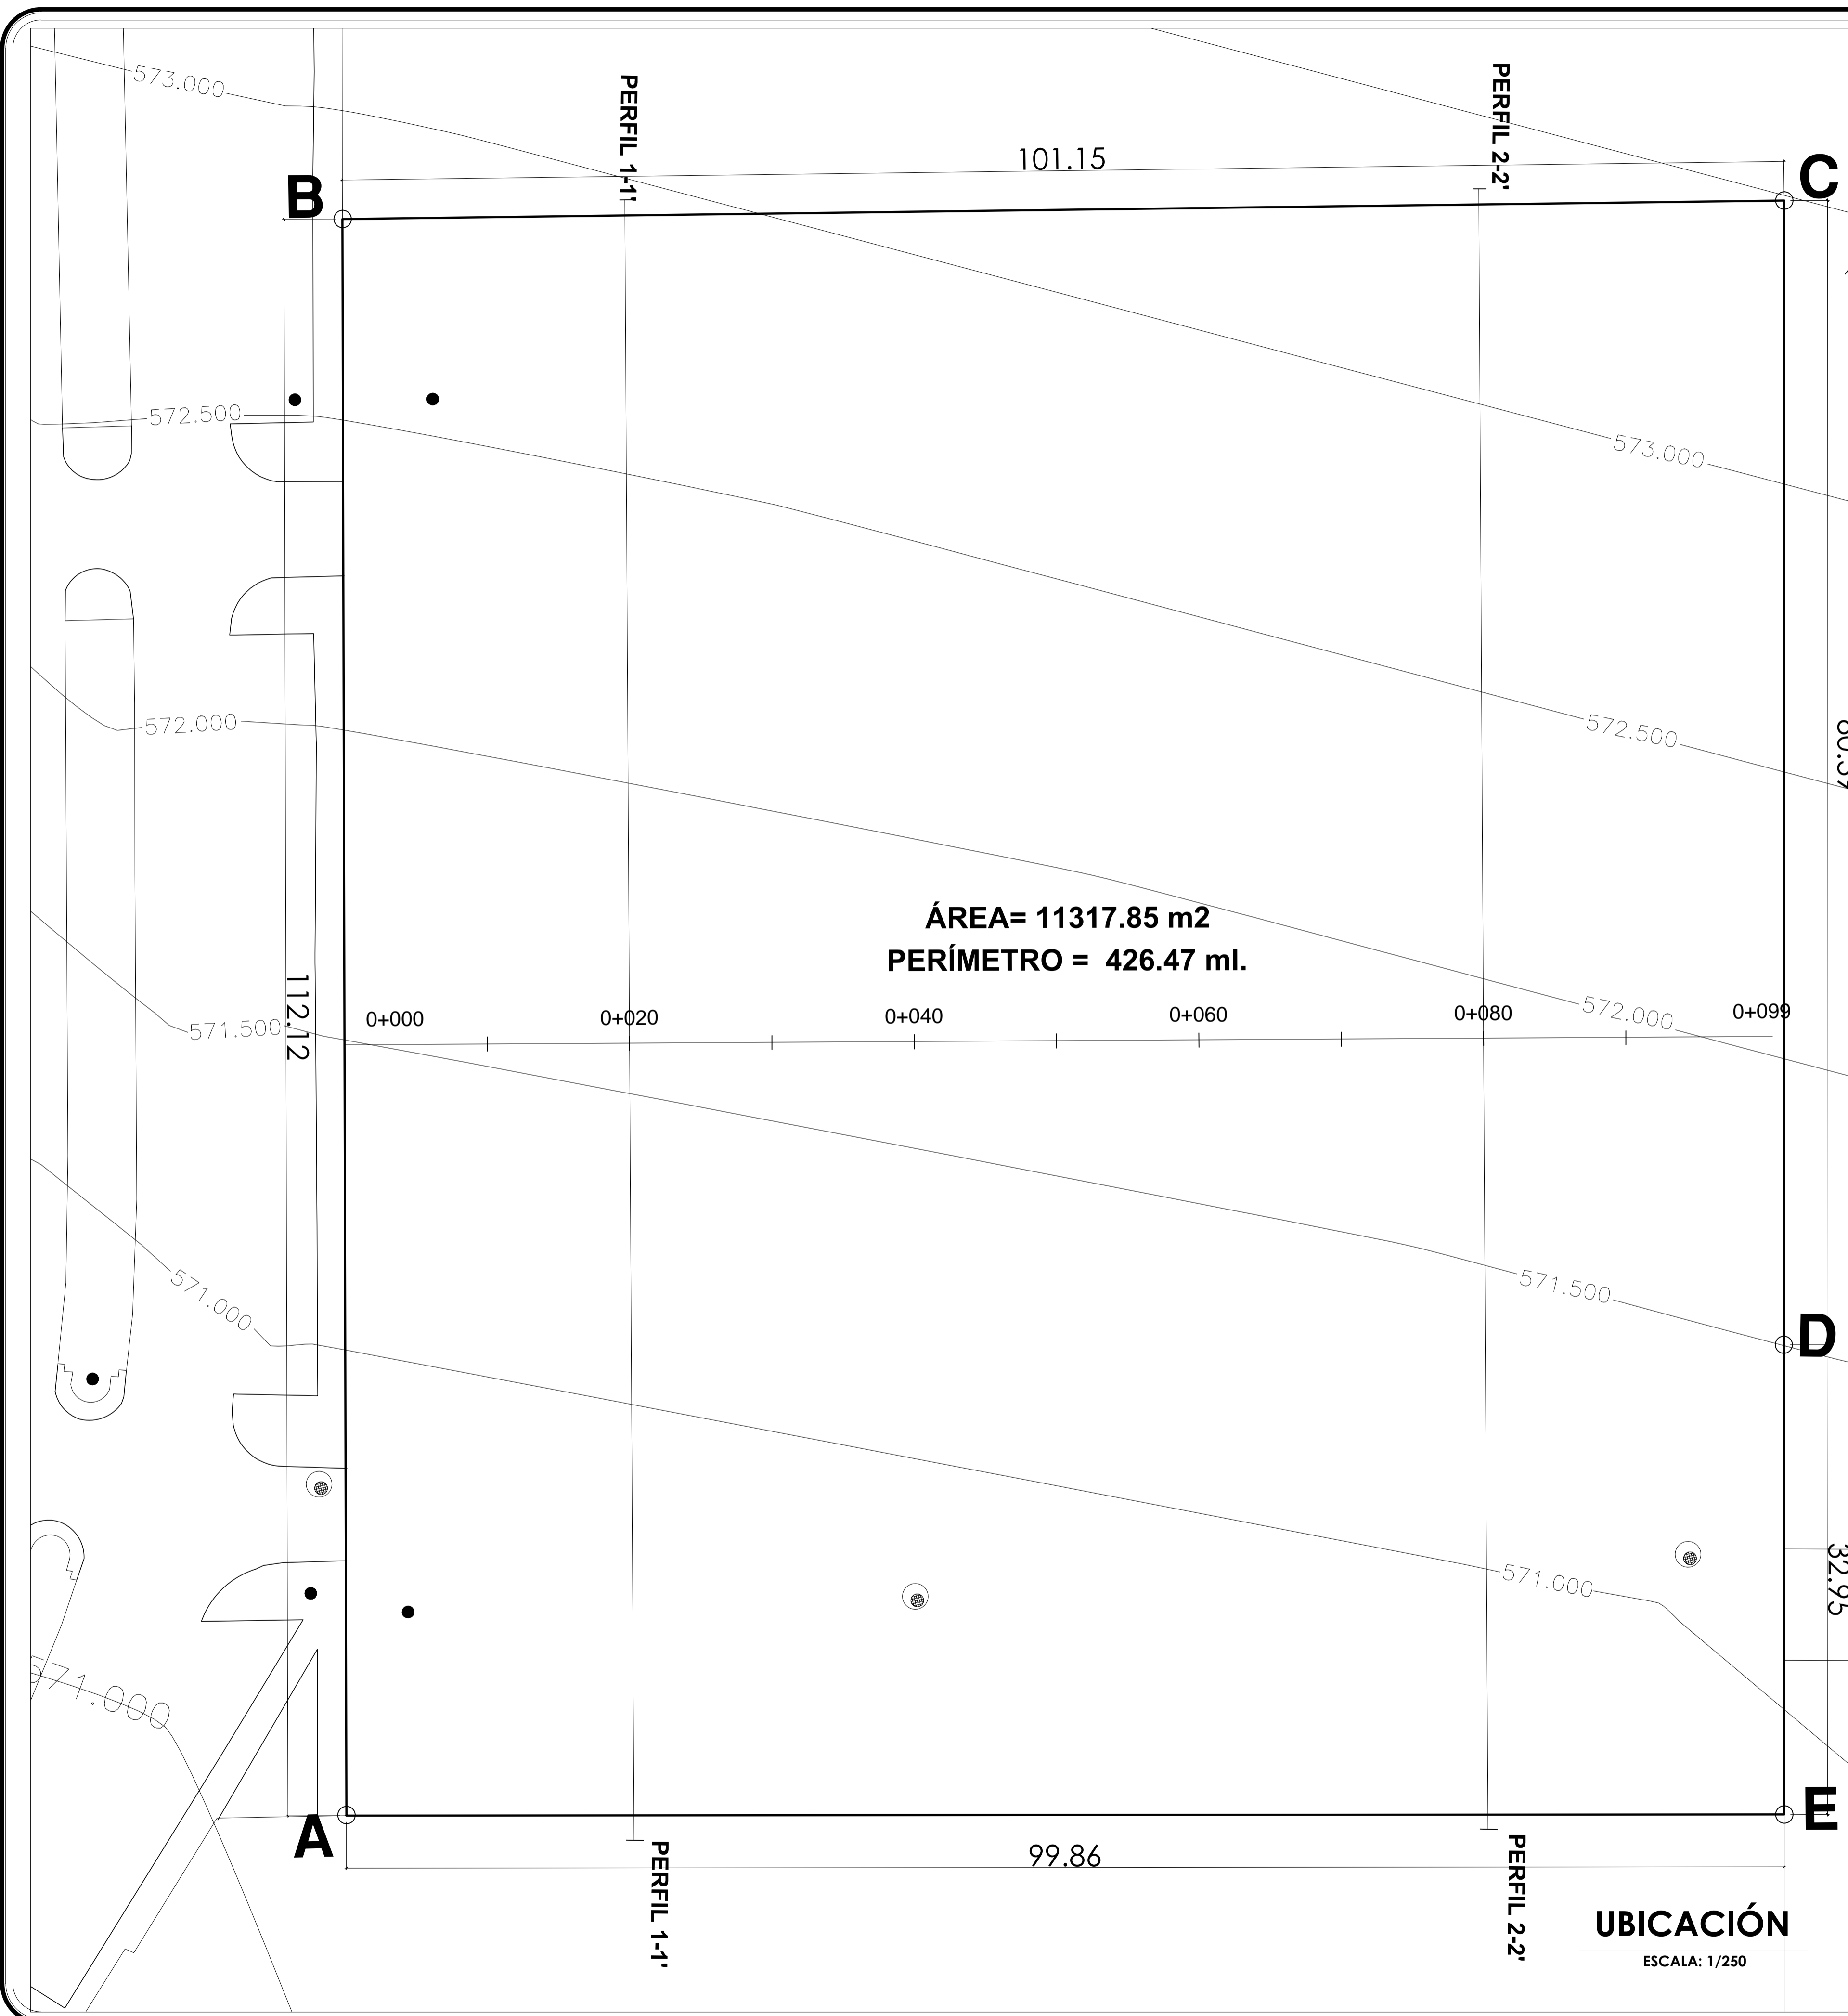 573.000
PERFIL 1-1'
PERFIL 2-2'
101.15
B
C
572.500
573.000
572.000
572.500
ÁREA= 11317.85 m2
PERÍMETRO = 426.47 ml.
112.12
571.500
0+000
0+020
0+040
0+060
0+080
572.000
0+099
571.000
571.500
D
571.000
32.95
571.000
A
E
99.86
PERFIL 1-1'
PERFIL 2-2'
UBICACIÓN
ESCALA: 1/250